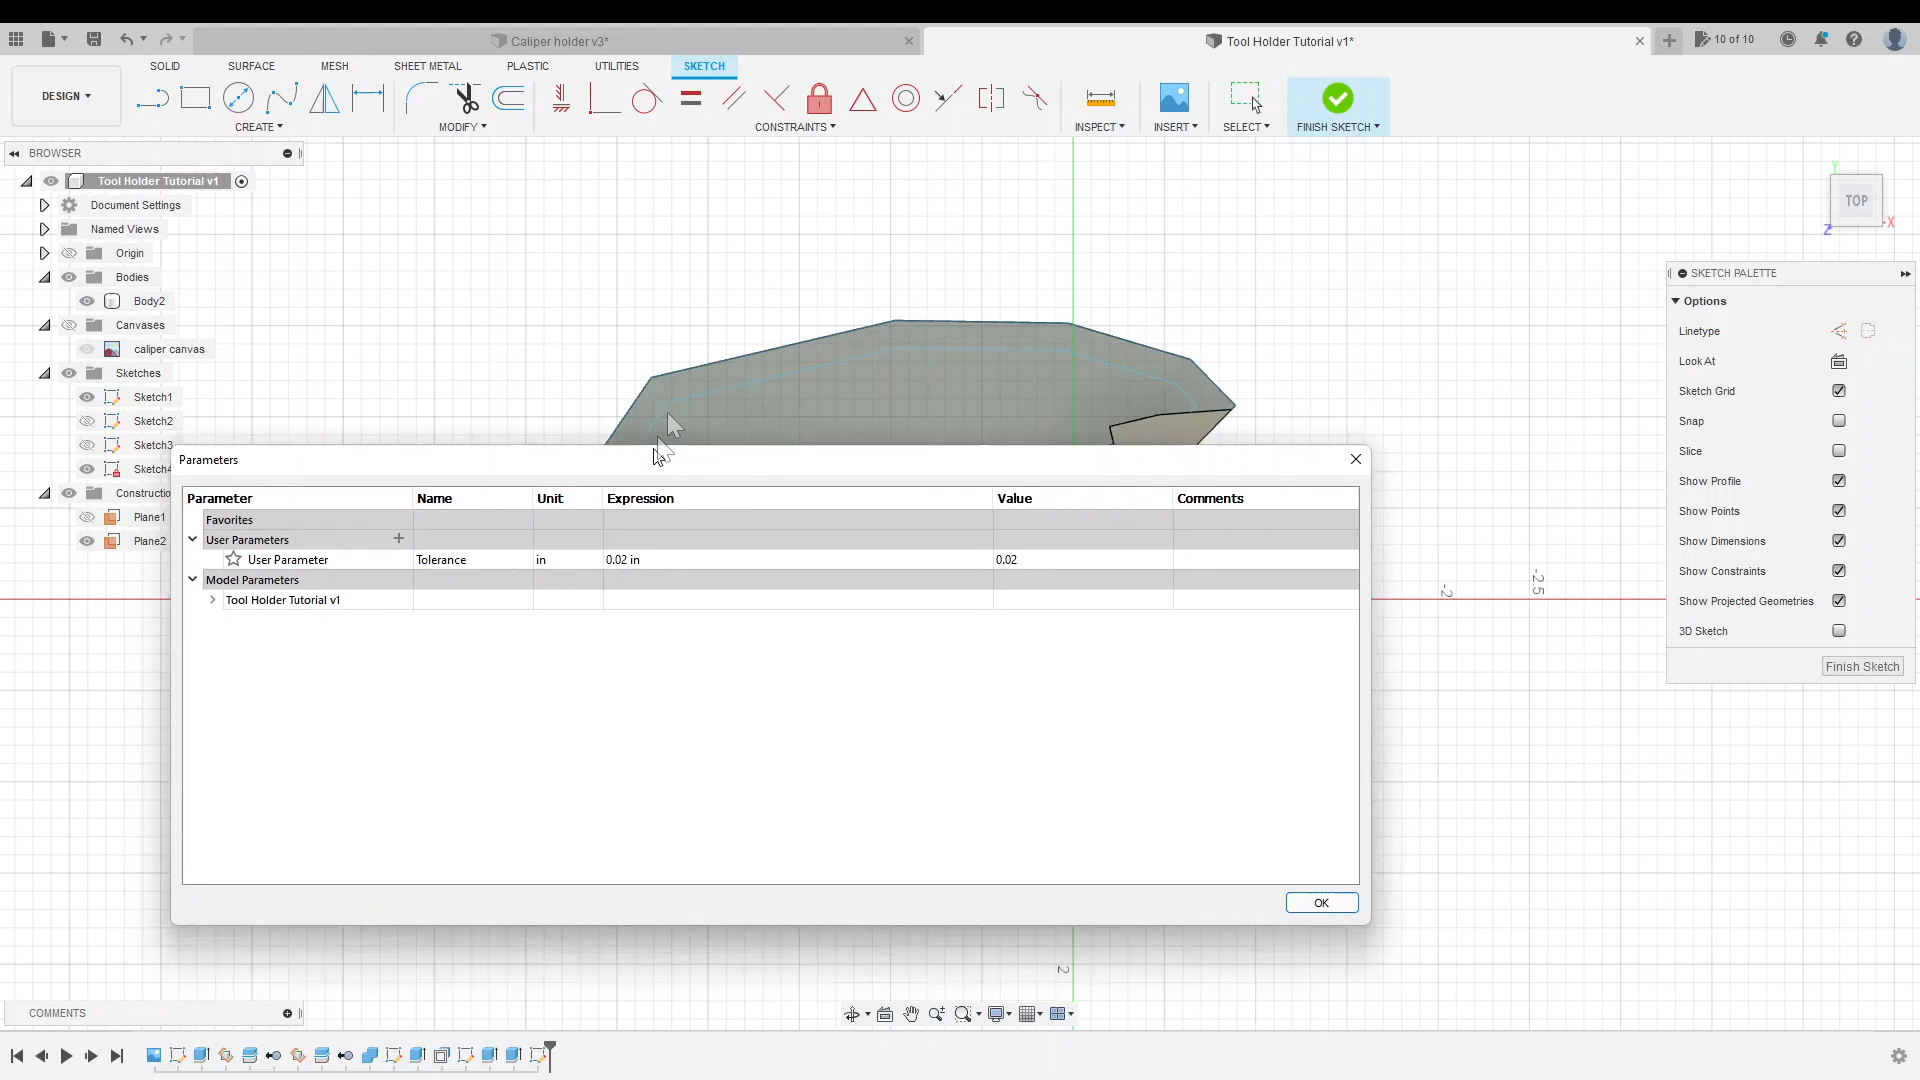 Caliper holder v3*
Tool Holder Tutorial v1*
10 of 10
SOLID
SURFACE
MESH
SHEET METAL
PLASTIC
UTILITIES
SKETCH
DESIGN
CREATE
MODIFY
CONSTRAINTS
INSPECT
INSERT
SELECT
FINISH SKETCH
BROWSER
Tool Holder Tutorial v1
Document Settings
Named Views
Origin
Bodies
Body2
Canvases
caliper canvas
Sketches
Sketch1
Sketch2
Sketch3
Sketch4
Constructio
Plane1
Plane2
Y
TOP
X
Z
SKETCH PALETTE
Options
Linetype
Look At
Sketch Grid
Snap
Slice
Show Profile
Show Points
Show Dimensions
Show Constraints
Show Projected Geometries
3D Sketch
Finish Sketch
Parameters
Parameter Name Unit Expression Value Comments
Favorites
User Parameters
User Parameter Tolerance in 0.02 in 0.02
Model Parameters
Tool Holder Tutorial v1
OK
-2
-2.5
2
COMMENTS